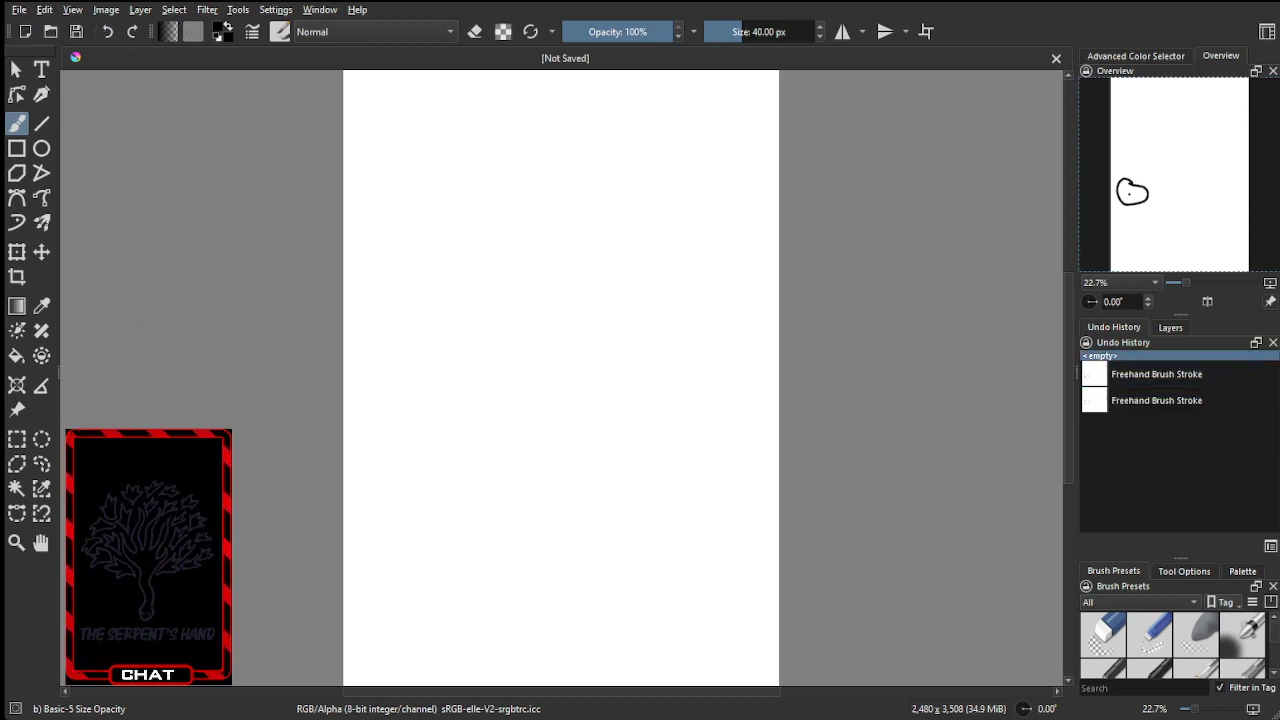 File Edit View Image Layer Select Filter Tools Settings Window Help
Normal
Opacity: 100%
Size: 40.00 px
[Not Saved]
Advanced Color Selector
Overview
Overview
22.7%
0.00°
Undo History
Layers
Undo History
<empty>
Freehand Brush Stroke
Freehand Brush Stroke
Brush Presets
Tool Options
Palette
Brush Presets
All
Tag
Search
Filter in Tag
THE SERPENT'S HAND
CHAT
b) Basic-5 Size Opacity
RGB/Alpha (8-bit integer/channel) sRGB-elle-V2-srgbtrc.icc
2,480 x 3,508 (34.9 MiB)
0.00°
22.7%